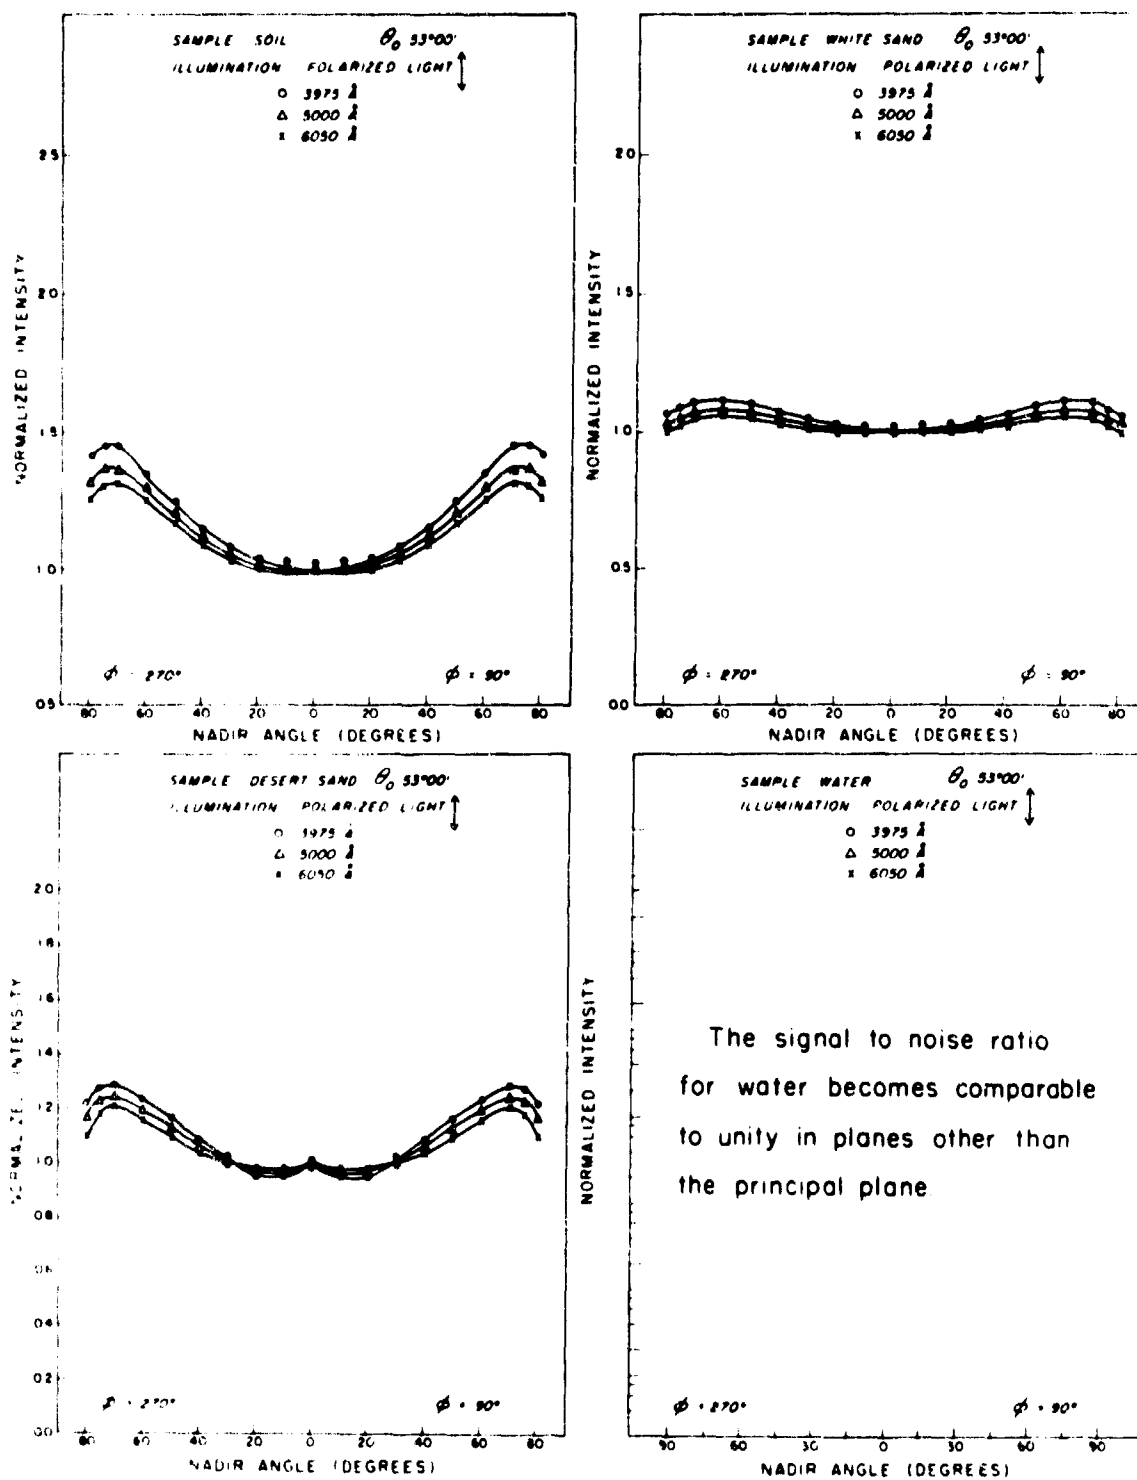 SAMPLE SOIL θ₀ 53°00'
ILLUMINATION POLARIZED LIGHT
○ 3975 Å
△ 5000 Å
x 6050 Å
2.5
2.0
1.5
1.0
0.5
NORMALIZED INTENSITY
ϕ = 270° ϕ = 90°
80 60 40 20 0 20 40 60 80
NADIR ANGLE (DEGREES)
SAMPLE WHITE SAND θ₀ 53°00'
ILLUMINATION POLARIZED LIGHT
○ 3975 Å
△ 5000 Å
x 6050 Å
2.0
1.5
1.0
0.5
0.0
NORMALIZED INTENSITY
ϕ = 270° ϕ = 90°
80 60 40 20 0 20 40 60 80
NADIR ANGLE (DEGREES)
SAMPLE DESERT SAND θ₀ 53°00'
ILLUMINATION POLARIZED LIGHT
○ 3975 Å
△ 5000 Å
x 6050 Å
2.0
1.8
1.6
1.4
1.2
1.0
0.8
0.6
0.4
0.2
0.0
NORMALIZED INTENSITY
ϕ = 270° ϕ = 90°
80 60 40 20 0 20 40 60 80
NADIR ANGLE (DEGREES)
SAMPLE WATER θ₀ 53°00'
ILLUMINATION POLARIZED LIGHT
○ 3975 Å
△ 5000 Å
x 6050 Å
NORMALIZED INTENSITY
The signal to noise ratio
for water becomes comparable
to unity in planes other than
the principal plane
ϕ = 270° ϕ = 90°
90 60 30 0 30 60 90
NADIR ANGLE (DEGREES)